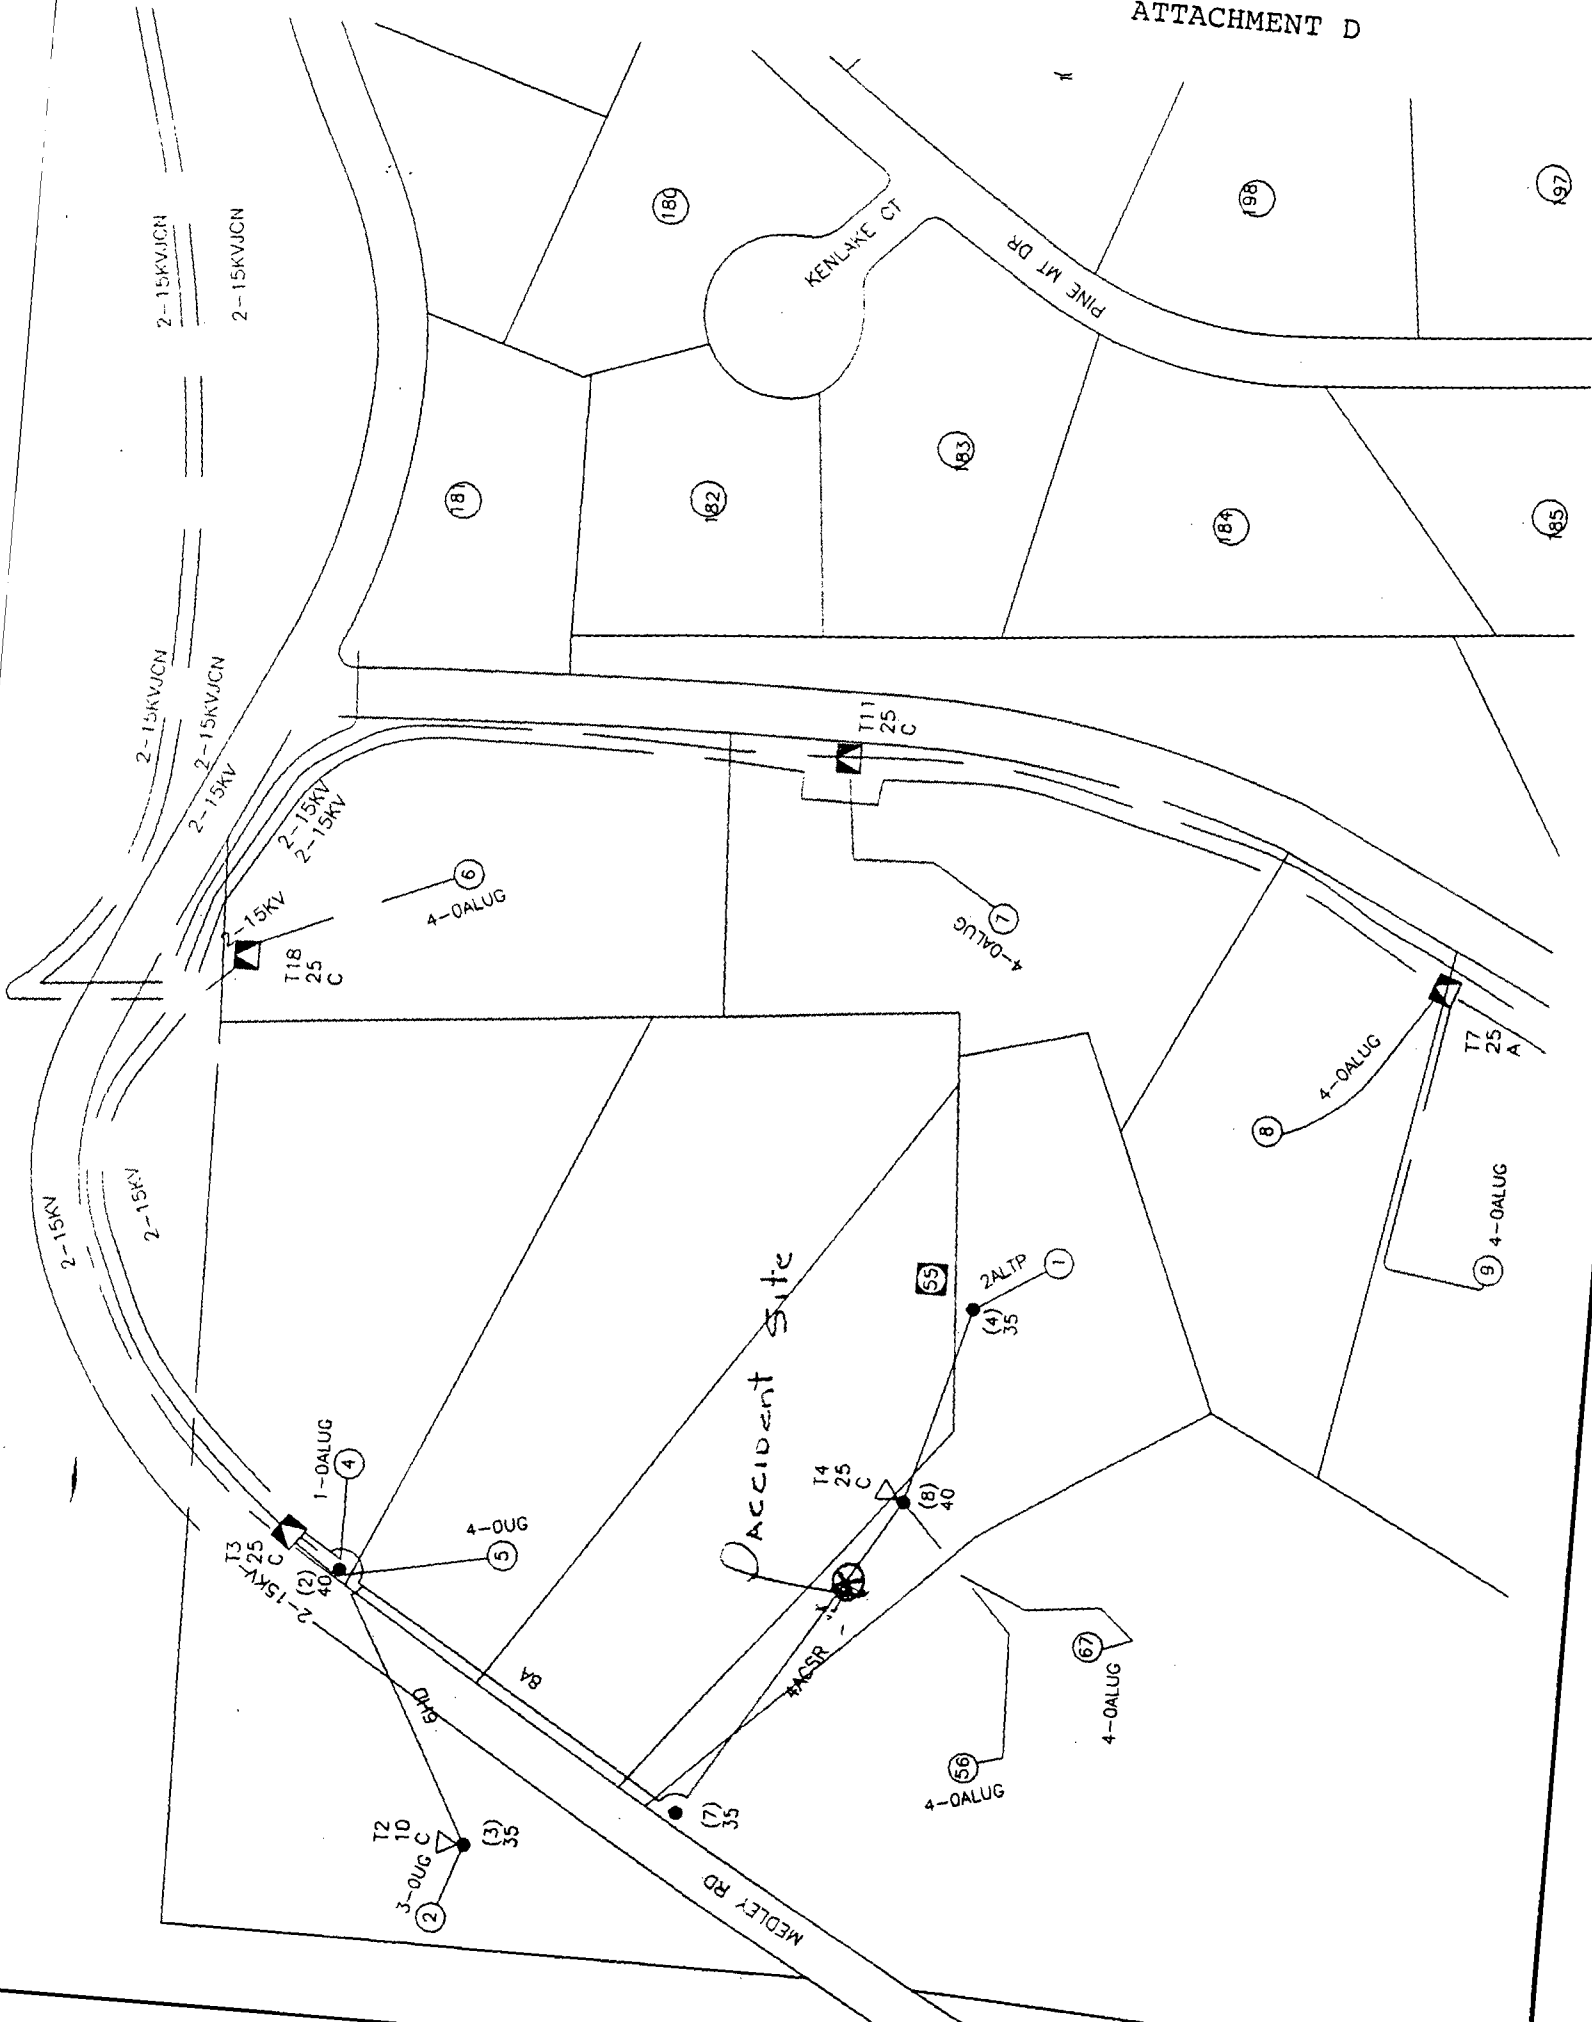 ATTACHMENT D
180
198
197
2-15KVJCN
2-15KVJCN
KENLAKE CT
PINE MT DR
181
182
183
184
185
2-15KVJCN
2-15KVJCN
2-15KV
2-15KV
2-15KV
2-15KV
T11
25
C
6
4-0ALUG
7
4-0ALUG
T18
25
C
T7
25
A
4-0ALUG
8
9
4-0ALUG
2-15KV
2-15KV
Accident Site
55
2ALTP
1
(4)
35
T4
25
C
(8)
40
1-0ALUG
4
4-0UG
5
T3
25
C
2-15KV
(2)
40
8A
6HD
4ACSR
67
4-0ALUG
56
4-0ALUG
T2
10
C
3-0UG
2
(3)
35
(7)
35
MEDLEY RD